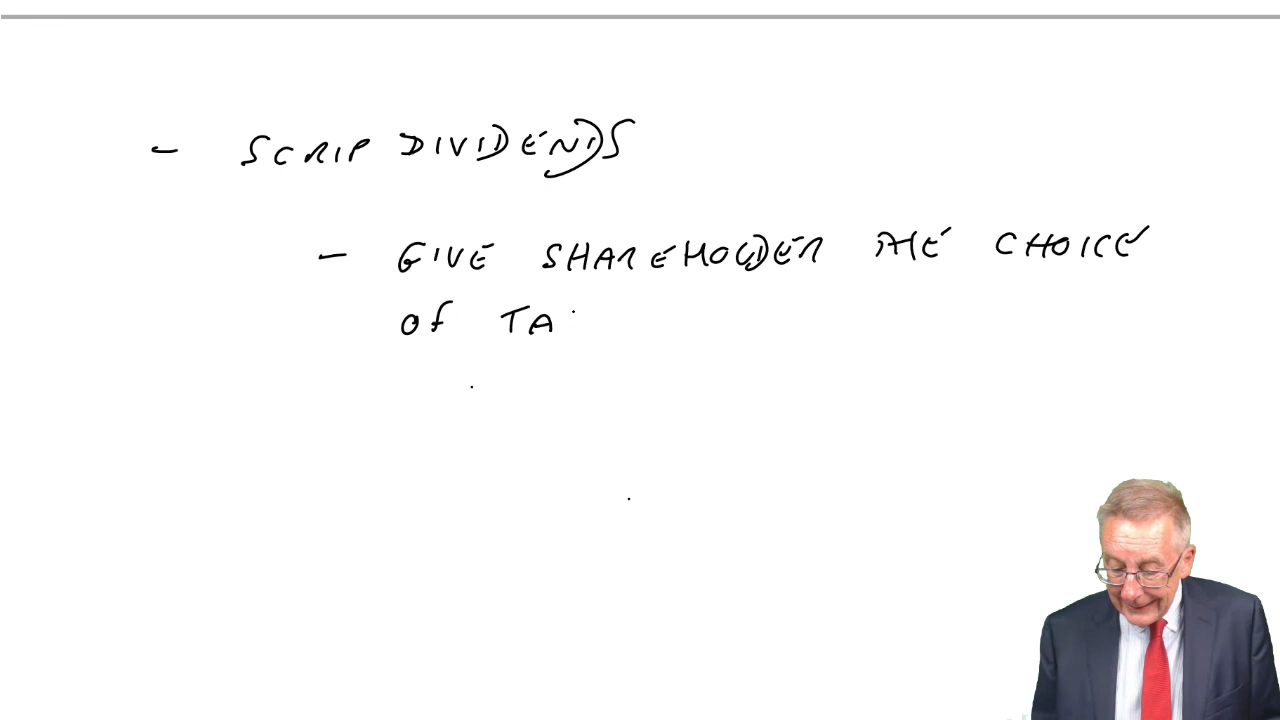 - SCRIP DIVIDENDS
- GIVE SHAREHOLDER THE CHOICE
OF TA